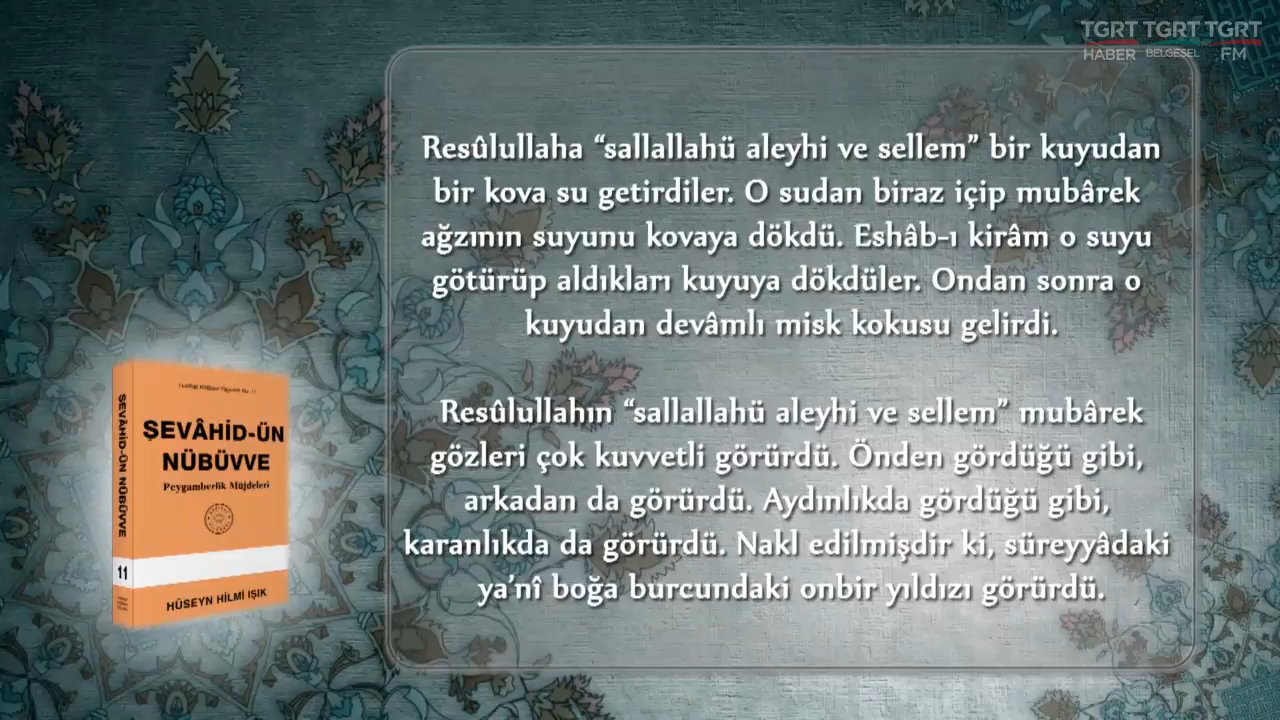 TGRT TGRT TGRT
HABER BELGESEL FM
Resûlullaha “sallallahü aleyhi ve sellem” bir kuyudan
bir kova su getirdiler. O sudan biraz içip mubârek
ağzının suyunu kovaya dökdü. Eshâb-ı kirâm o suyu
götürüp aldıkları kuyuya dökdüler. Ondan sonra o
kuyudan devâmlı misk kokusu gelirdi.
Resûlullahın “sallallahü aleyhi ve sellem” mubârek
gözleri çok kuvvetli görürdü. Önden gördüğü gibi,
arkadan da görürdü. Aydınlıkda gördüğü gibi,
karanlıkda da görürdü. Nakl edilmişdir ki, süreyyâdaki
ya’nî boğa burcundaki onbir yıldızı görürdü.
ŞEVÂHİD-ÜN
NÜBÜVVE
Peygamberlik Müjdeleri
HÜSEYN HİLMİ IŞIK
ŞEVÂHİD-ÜN NÜBÜVVE
11